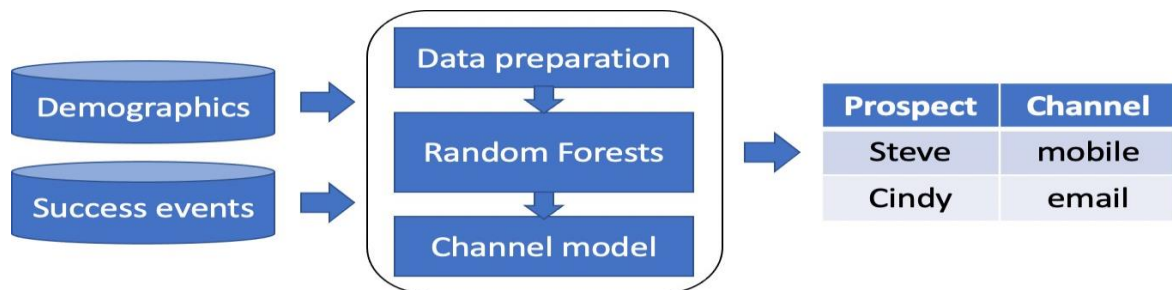 Demographics
Success events
Data preparation
Random Forests
Channel model
Prospect Channel
Steve mobile
Cindy email